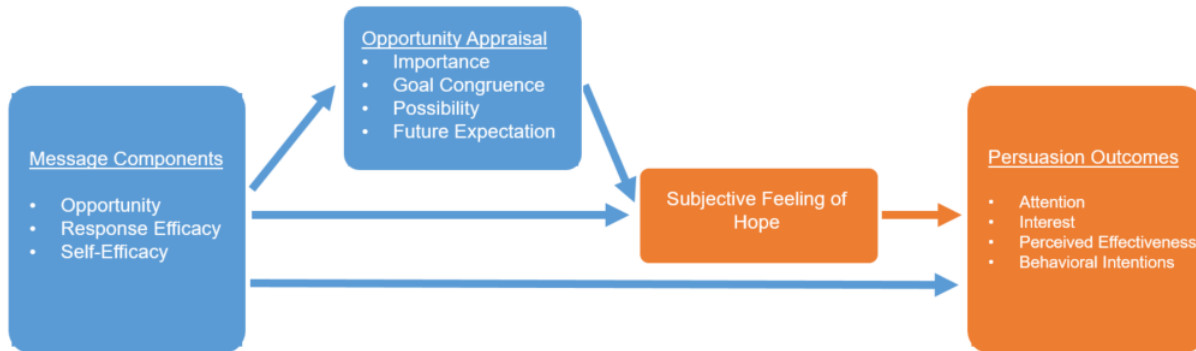 Message Components
• Opportunity
• Response Efficacy
• Self-Efficacy
Opportunity Appraisal
• Importance
• Goal Congruence
• Possibility
• Future Expectation
Subjective Feeling of
Hope
Persuasion Outcomes
• Attention
• Interest
• Perceived Effectiveness
• Behavioral Intentions